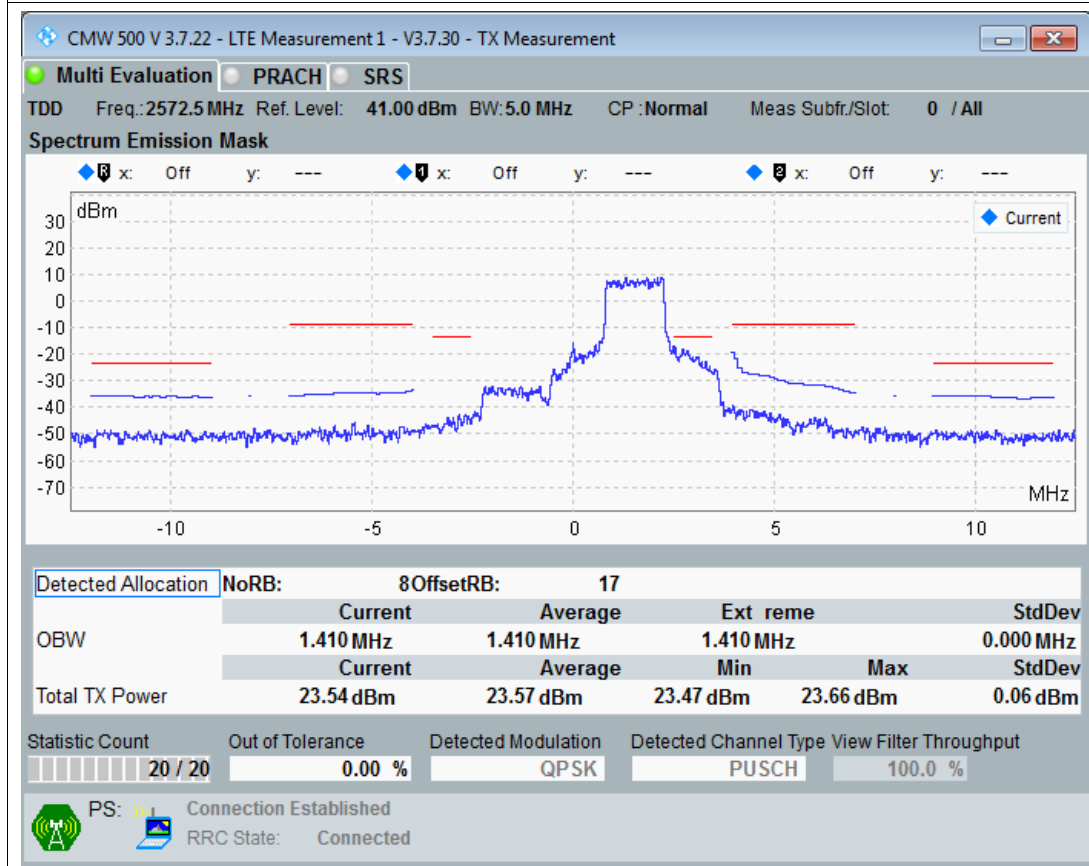 CMW 500 V 3.7.22 - LTE Measurement 1 - V3.7.30 - TX Measurement
Multi Evaluation PRACH SRS
TDD Freq.: 2572.5 MHz Ref. Level: 41.00 dBm BW: 5.0 MHz CP : Normal Meas Subfr./Slot: 0 / All
Spectrum Emission Mask
R x: Off y: --- 1 x: Off y: --- 2 x: Off y: ---
dBm
Current
30
20
10
0
-10
-20
-30
-40
-50
-60
-70
MHz
-10 -5 0 5 10
Detected Allocation NoRB: 8 OffsetRB: 17
Current Average Ext reme StdDev
OBW 1.410 MHz 1.410 MHz 1.410 MHz 0.000 MHz
Current Average Min Max StdDev
Total TX Power 23.54 dBm 23.57 dBm 23.47 dBm 23.66 dBm 0.06 dBm
Statistic Count Out of Tolerance Detected Modulation Detected Channel Type View Filter Throughput
20 / 20 0.00 % QPSK PUSCH 100.0 %
PS: Connection Established
RRC State: Connected